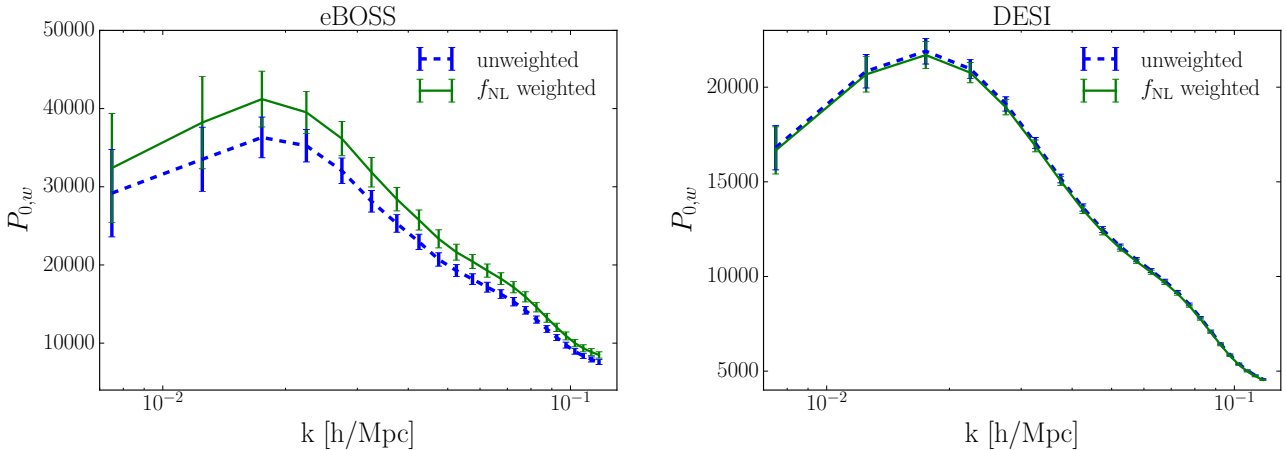 eBOSS
50000
40000
30000
20000
10000
P0,w
10−2
10−1
k [h/Mpc]
unweighted
fNL weighted
DESI
20000
15000
10000
5000
P0,w
10−2
10−1
k [h/Mpc]
unweighted
fNL weighted